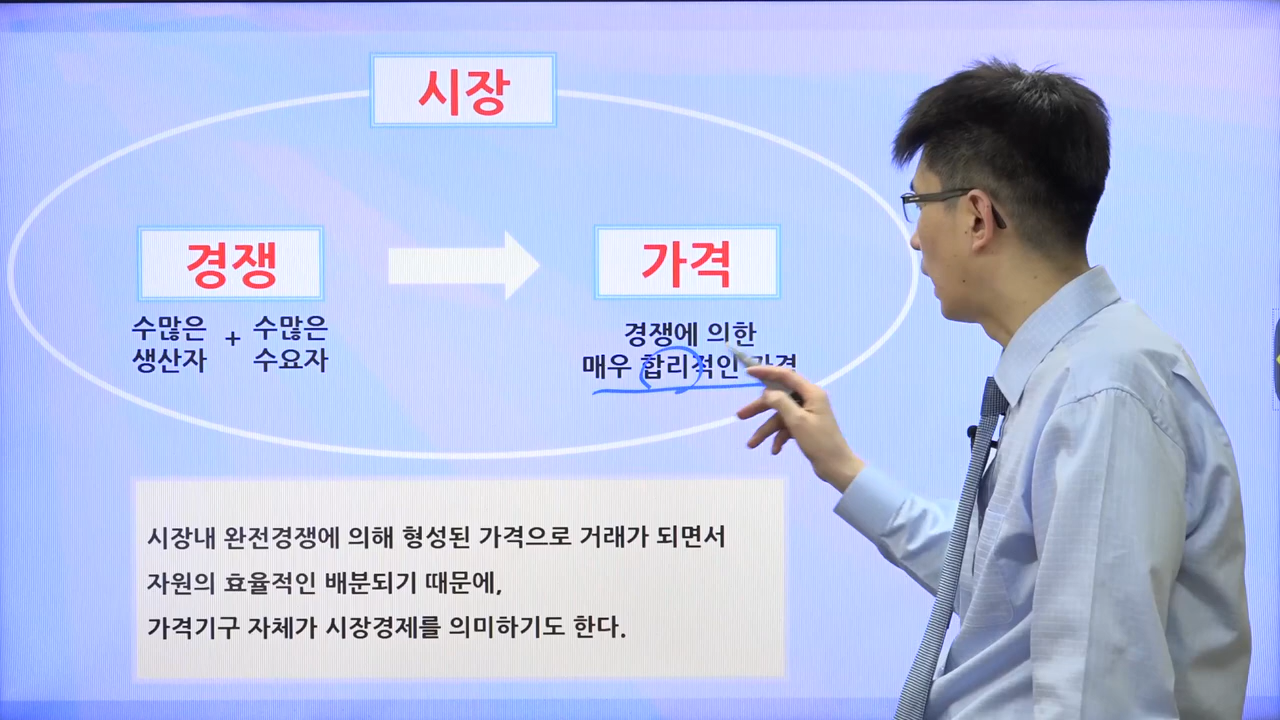 시장
경쟁
가격
수많은
생산자
+
수많은
수요자
경쟁에 의한
매우 합리적인 가격
시장내 완전경쟁에 의해 형성된 가격으로 거래가 되면서
자원의 효율적인 배분되기 때문에,
가격기구 자체가 시장경제를 의미하기도 한다.